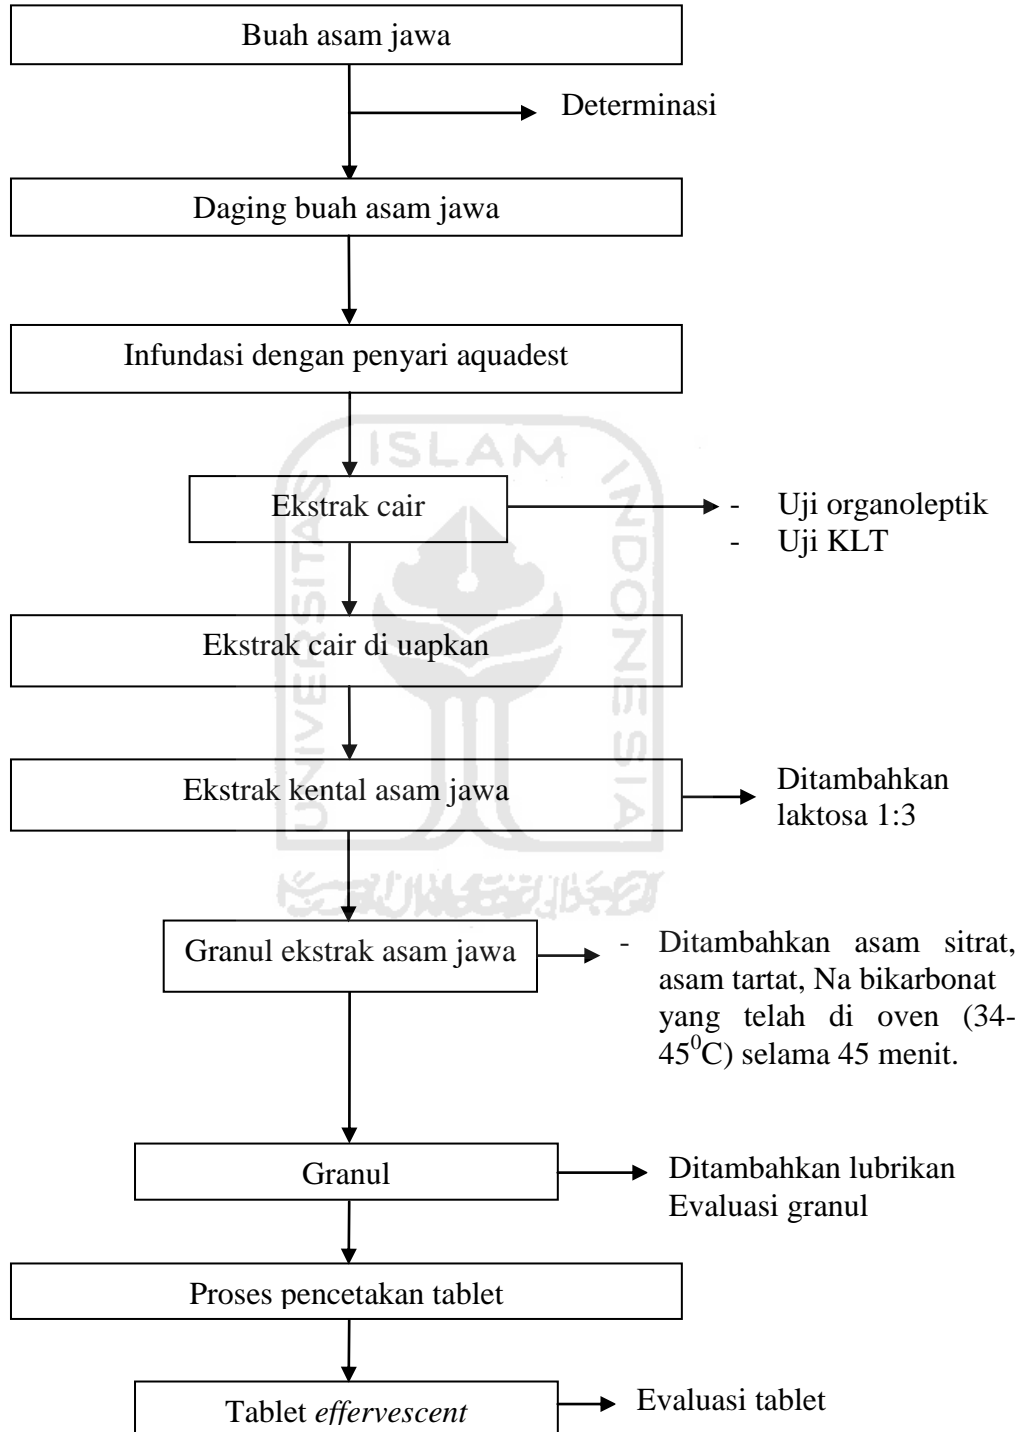 Buah asam jawa
Determinasi
Daging buah asam jawa
Infundasi dengan penyari aquadest
ISLAM
UNIVERSITAS
INDONESIA
Ekstrak cair
- Uji organoleptik
- Uji KLT
Ekstrak cair di uapkan
Ekstrak kental asam jawa
Ditambahkan
laktosa 1:3
Granul ekstrak asam jawa
- Ditambahkan asam sitrat,
asam tartat, Na bikarbonat
yang telah di oven (34-
45⁰C) selama 45 menit.
Granul
Ditambahkan lubrikan
Evaluasi granul
Proses pencetakan tablet
Tablet effervescent
Evaluasi tablet